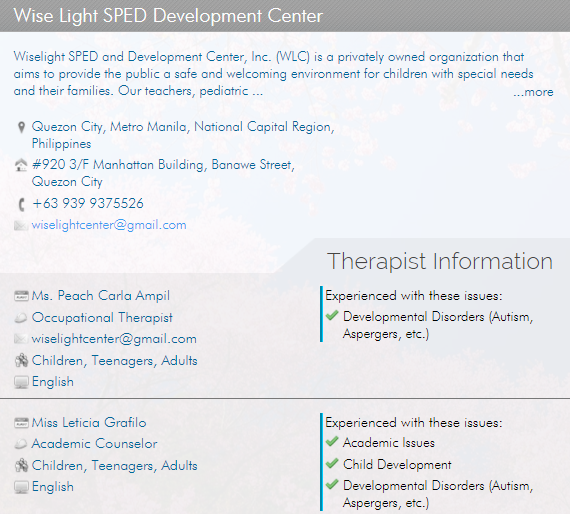 Wise Light SPED Development Center
Wiselight SPED and Development Center, Inc. (WLC) is a privately owned organization that
aims to provide the public a safe and welcoming environment for children with special needs
and their families. Our teachers, pediatric ...
...more
Quezon City, Metro Manila, National Capital Region,
Philippines
#920 3/F Manhattan Building, Banawe Street,
Quezon City
+63 939 9375526
wiselightcenter@gmail.com
Therapist Information
Ms. Peach Carla Ampil
Occupational Therapist
wiselightcenter@gmail.com
Children, Teenagers, Adults
English
Experienced with these issues:
Developmental Disorders (Autism,
Aspergers, etc.)
Miss Leticia Grafilo
Academic Counselor
Children, Teenagers, Adults
English
Experienced with these issues:
Academic Issues
Child Development
Developmental Disorders (Autism,
Aspergers, etc.)